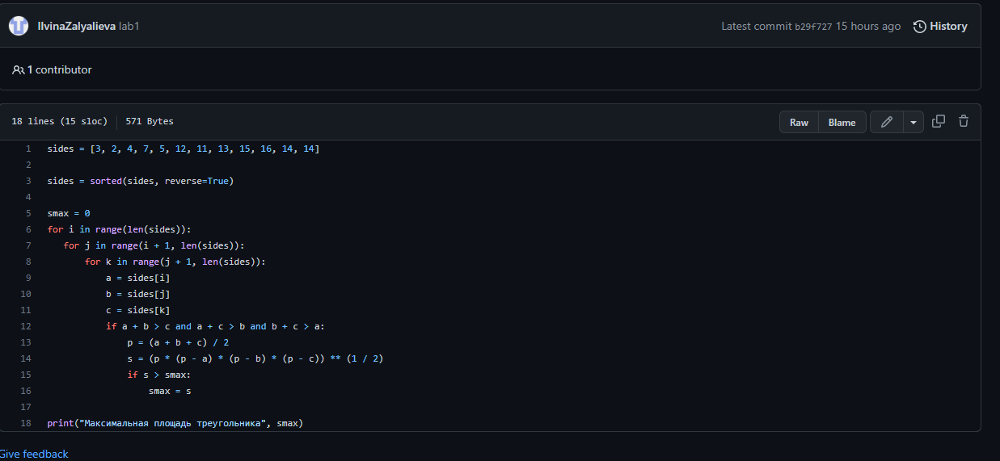 IlvinaZalyalieva lab1
Latest commit b29f727 15 hours ago History
1 contributor
18 lines (15 sloc) 571 Bytes
Raw Blame
1 sides = [3, 2, 4, 7, 5, 12, 11, 13, 15, 16, 14, 14]
2
3 sides = sorted(sides, reverse=True)
4
5 smax = 0
6 for i in range(len(sides)):
7    for j in range(i + 1, len(sides)):
8        for k in range(j + 1, len(sides)):
9            a = sides[i]
10            b = sides[j]
11            c = sides[k]
12            if a + b > c and a + c > b and b + c > a:
13                p = (a + b + c) / 2
14                s = (p * (p - a) * (p - b) * (p - c)) ** (1 / 2)
15                if s > smax:
16                    smax = s
17
18 print("Максимальная площадь треугольника", smax)
Give feedback